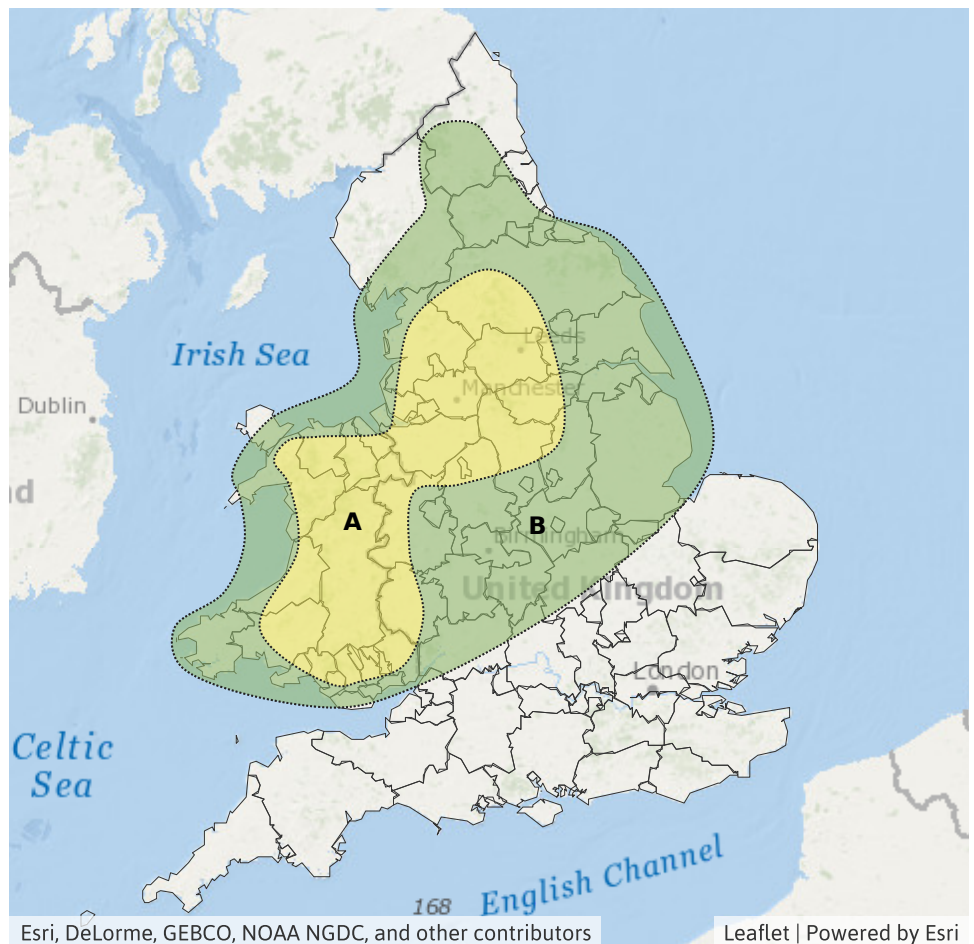 Leeds
Irish Sea
Manchester
Dublin
d
A
B
Birmingham
United Kingdom
London
Celtic
Sea
English Channel
168
Esri, DeLorme, GEBCO, NOAA NGDC, and other contributors
Leaflet | Powered by Esri